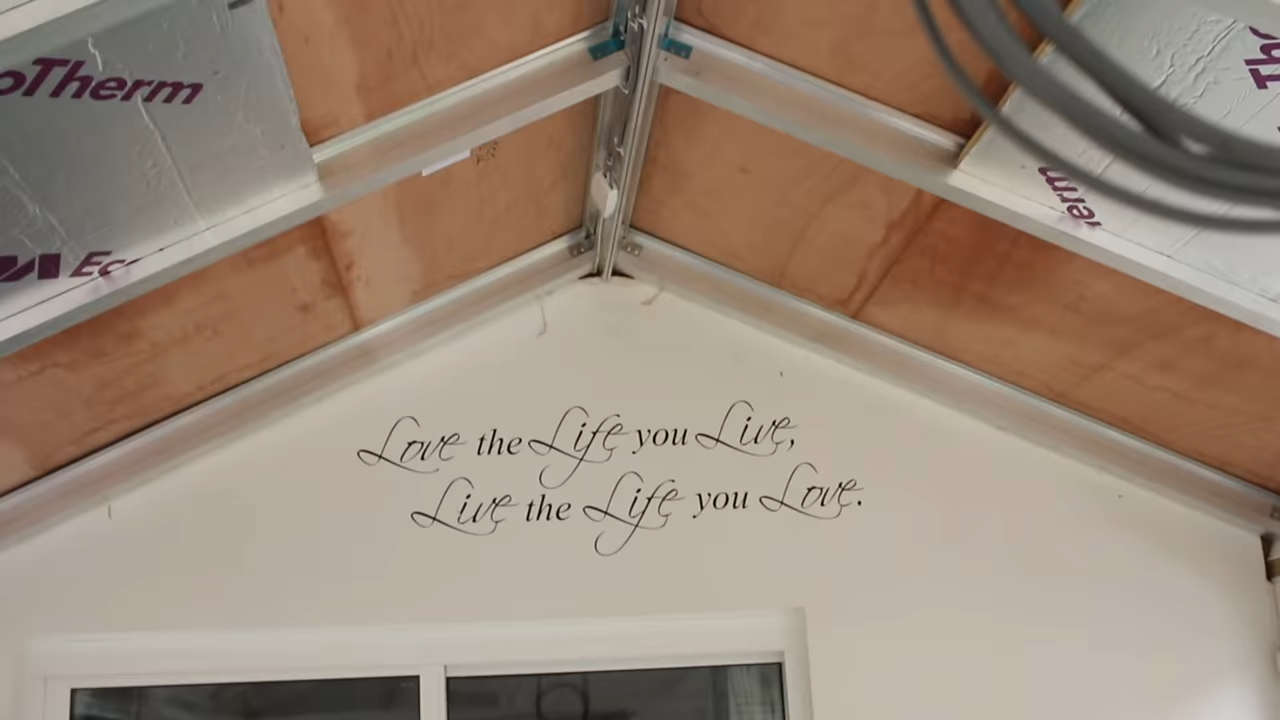 oTherm
Th
Ec
erm
Love the Life you Live,
Live the Life you Love.